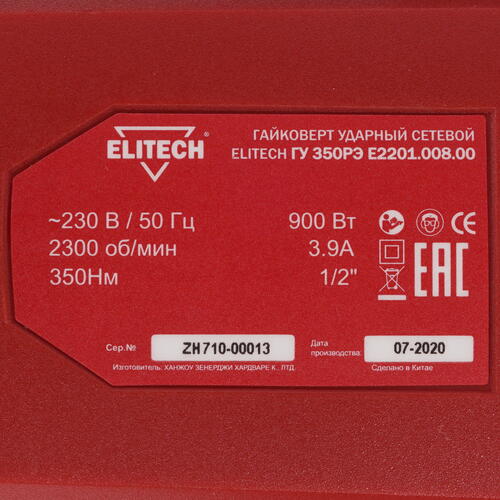 ELITECH®
ГАЙКОВЕРТ УДАРНЫЙ СЕТЕВОЙ
ELITECH ГУ 350РЭ Е2201.008.00
~230 В / 50 Гц 900 Вт
2300 об/мин 3.9А
350Нм 1/2"
CE
EAC
Сер.№ ZH710-00013
Дата
производства: 07-2020
Изготовитель: ХАНЖОУ ЗЕНЕРДЖИ ХАРДВАРЕ К., ЛТД.
Сделано в Китае